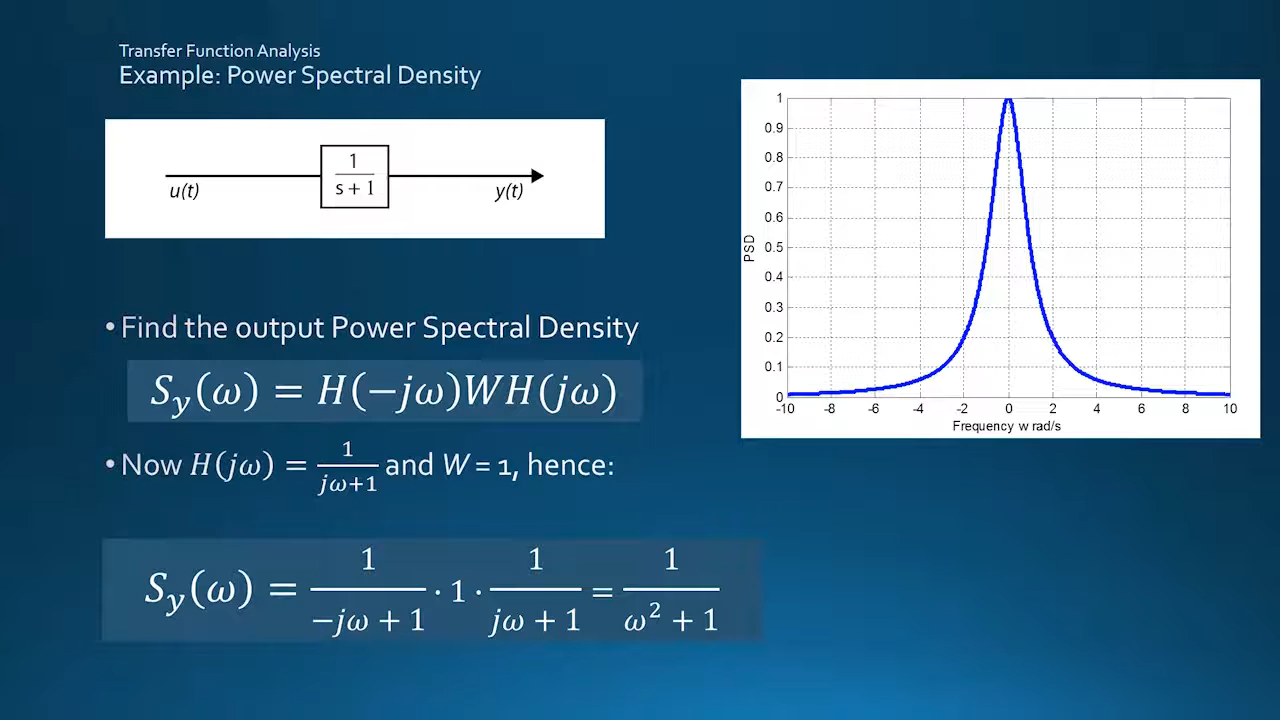 Transfer Function Analysis
Example: Power Spectral Density
1
s + 1
u(t)
y(t)
• Find the output Power Spectral Density
S_y(ω) = H(−jω)WH(jω)
• Now H(jω) = 1/(jω+1) and W = 1, hence:
S_y(ω) = 1/(−jω + 1) · 1 · 1/(jω + 1) = 1/(ω² + 1)
1
0.9
0.8
0.7
0.6
0.5
0.4
0.3
0.2
0.1
0
PSD
-10 -8 -6 -4 -2 0 2 4 6 8 10
Frequency w rad/s